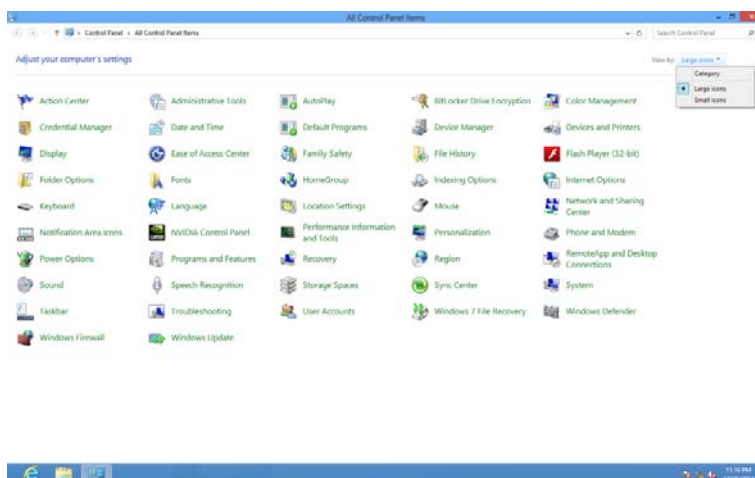 All Control Panel Items
Control Panel All Control Panel Items Search Control Panel
Adjust your computer's settings View by: Large icons
Category
Large icons
Small icons
Action Center Administrative Tools AutoPlay BitLocker Drive Encryption Color Management
Credential Manager Date and Time Default Programs Device Manager Devices and Printers
Display Ease of Access Center Family Safety File History Flash Player (32-bit)
Folder Options Fonts HomeGroup Indexing Options Internet Options
Keyboard Language Location Settings Mouse Network and Sharing
Center
Notification Area Icons NVIDIA Control Panel Performance Information
and Tools Personalization Phone and Modem
Power Options Programs and Features Recovery Region RemoteApp and Desktop
Connections
Sound Speech Recognition Storage Spaces Sync Center System
Taskbar Troubleshooting User Accounts Windows 7 File Recovery Windows Defender
Windows Firewall Windows Update
11:16 PM